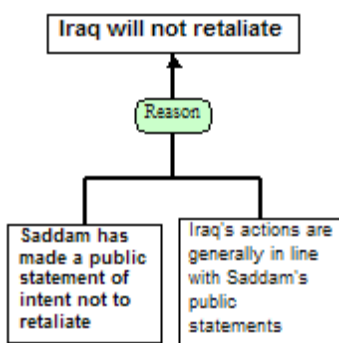 Iraq will not retaliate
Reason
Saddam has
made a public
statement of
intent not to
retaliate
Iraq's actions are
generally in line
with Saddam's
public
statements